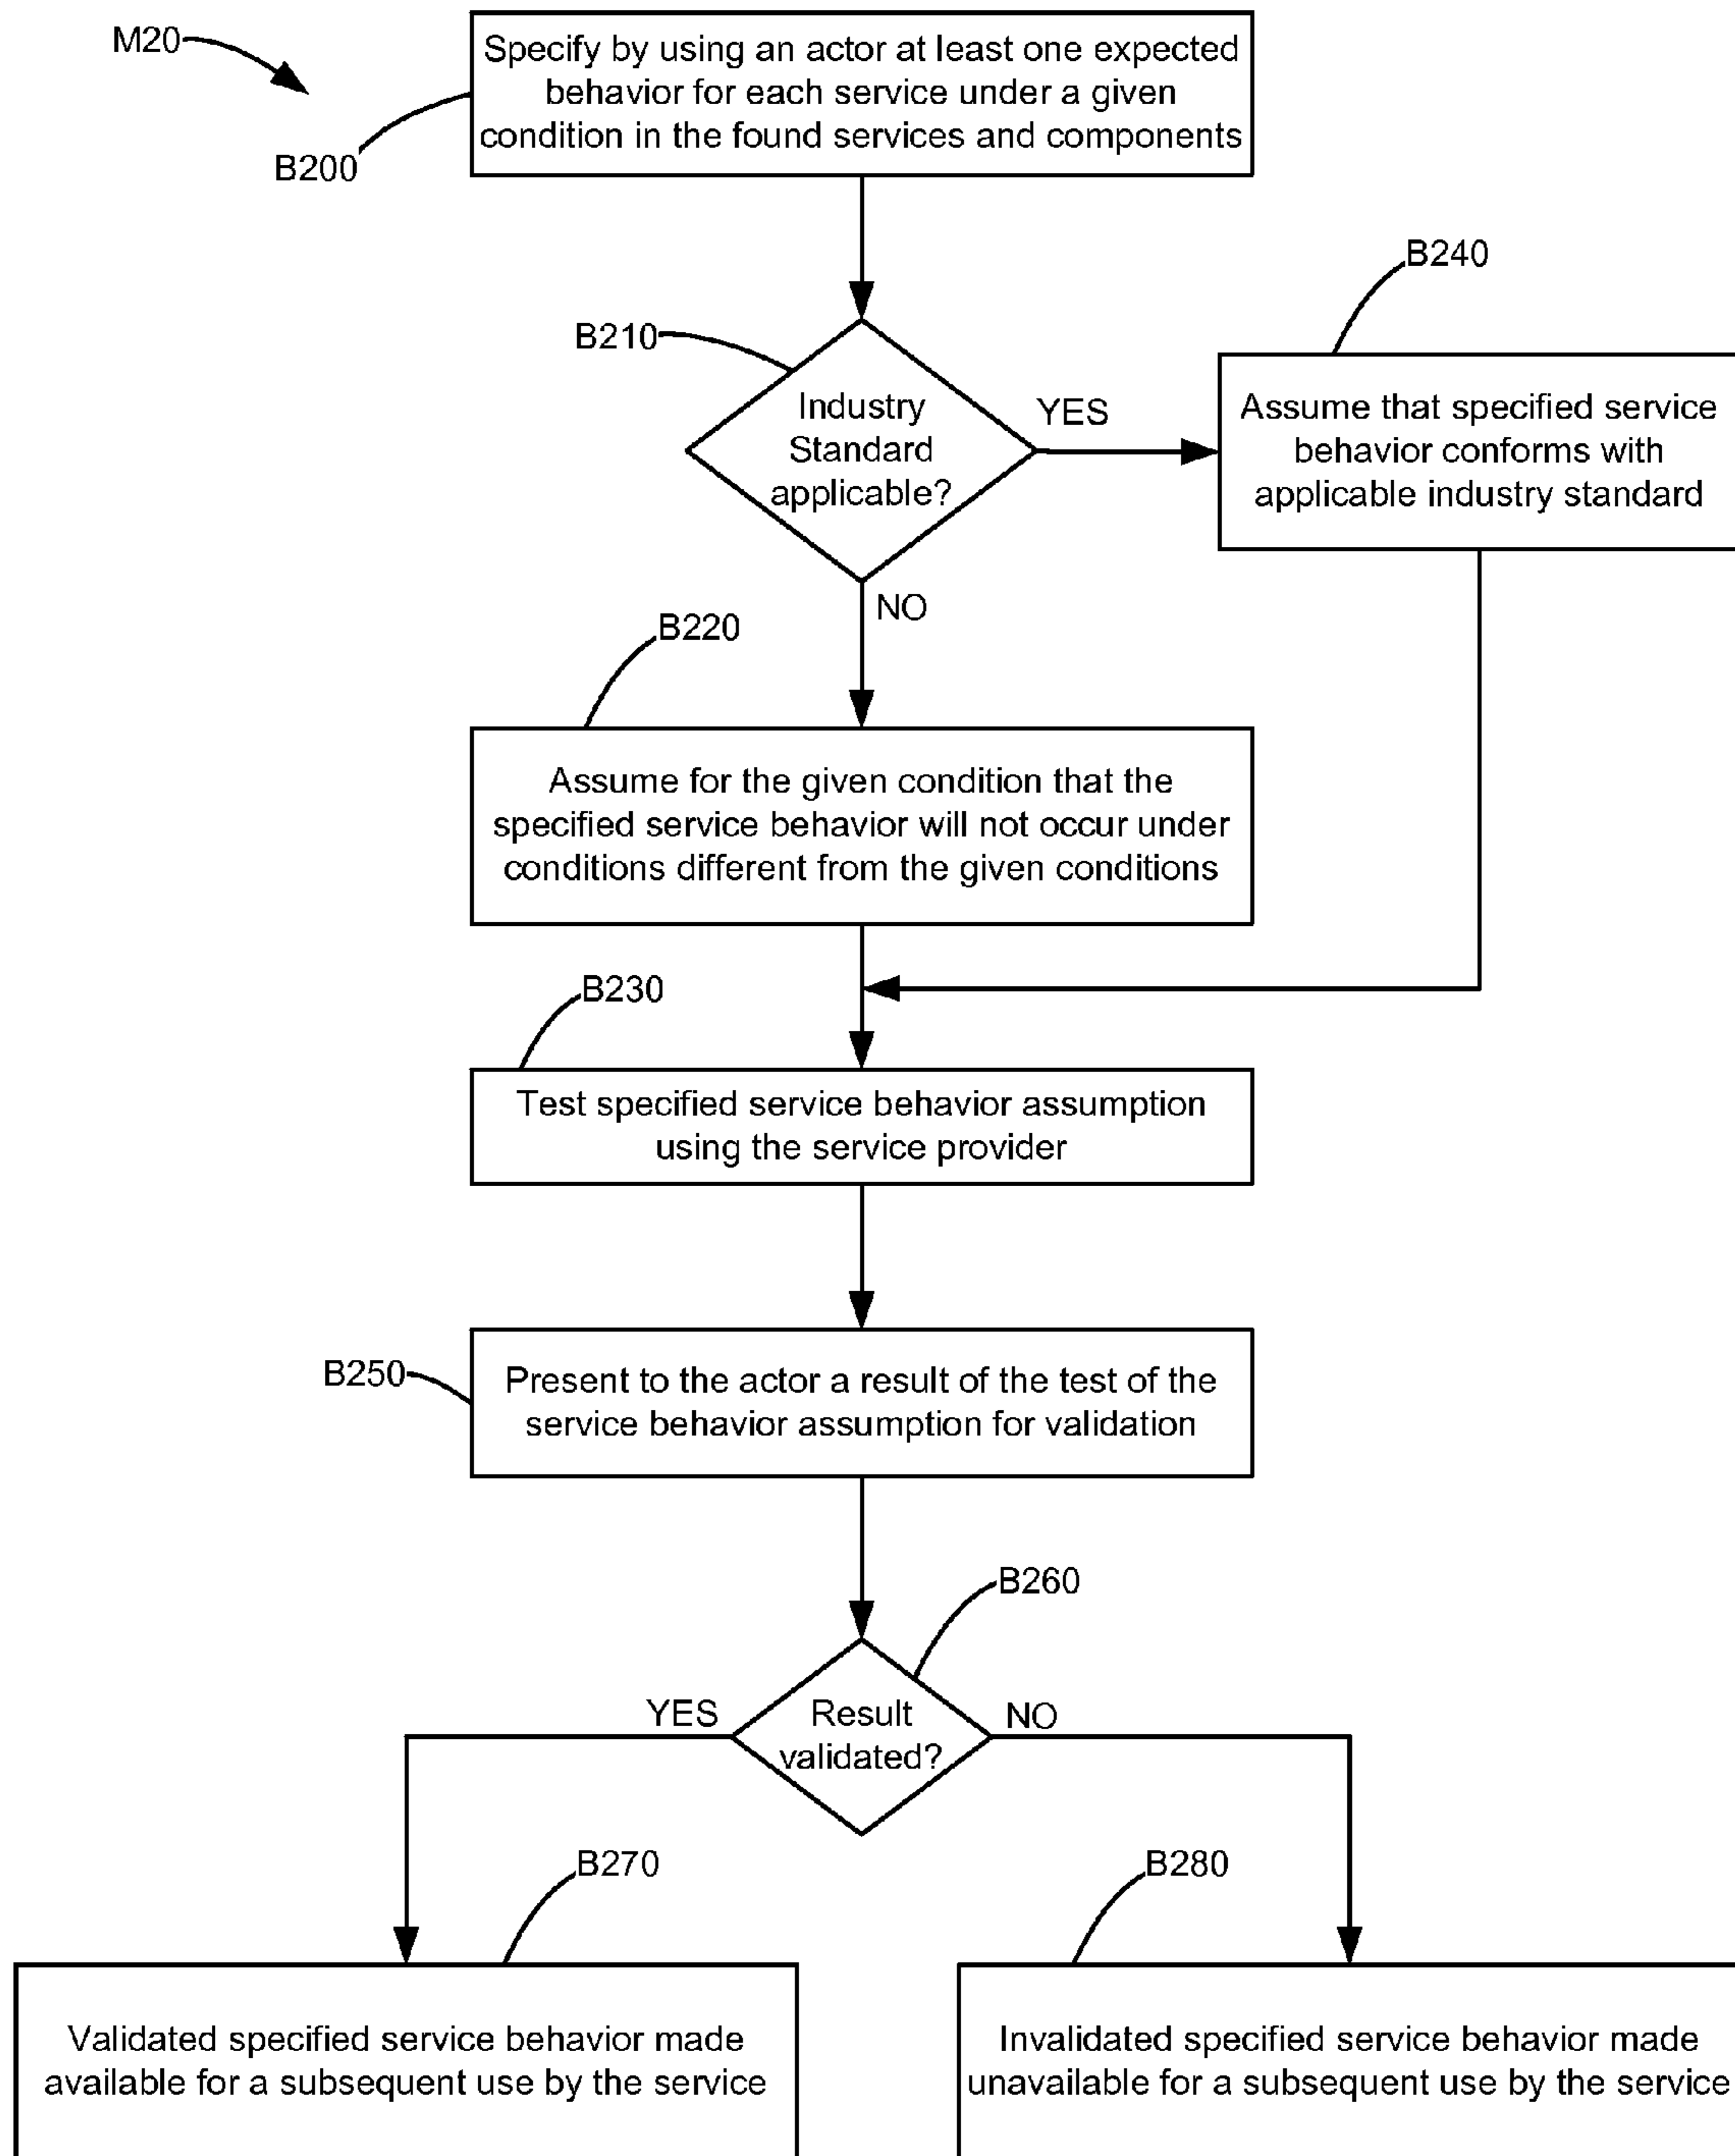 M20
Specify by using an actor at least one expected
behavior for each service under a given
condition in the found services and components
B200
B240
B210
Industry
Standard
applicable?
YES
Assume that specified service
behavior conforms with
applicable industry standard
NO
B220
Assume for the given condition that the
specified service behavior will not occur under
conditions different from the given conditions
B230
Test specified service behavior assumption
using the service provider
B250
Present to the actor a result of the test of the
service behavior assumption for validation
B260
YES
Result
validated?
NO
B270
B280
Validated specified service behavior made
available for a subsequent use by the service
Invalidated specified service behavior made
unavailable for a subsequent use by the service